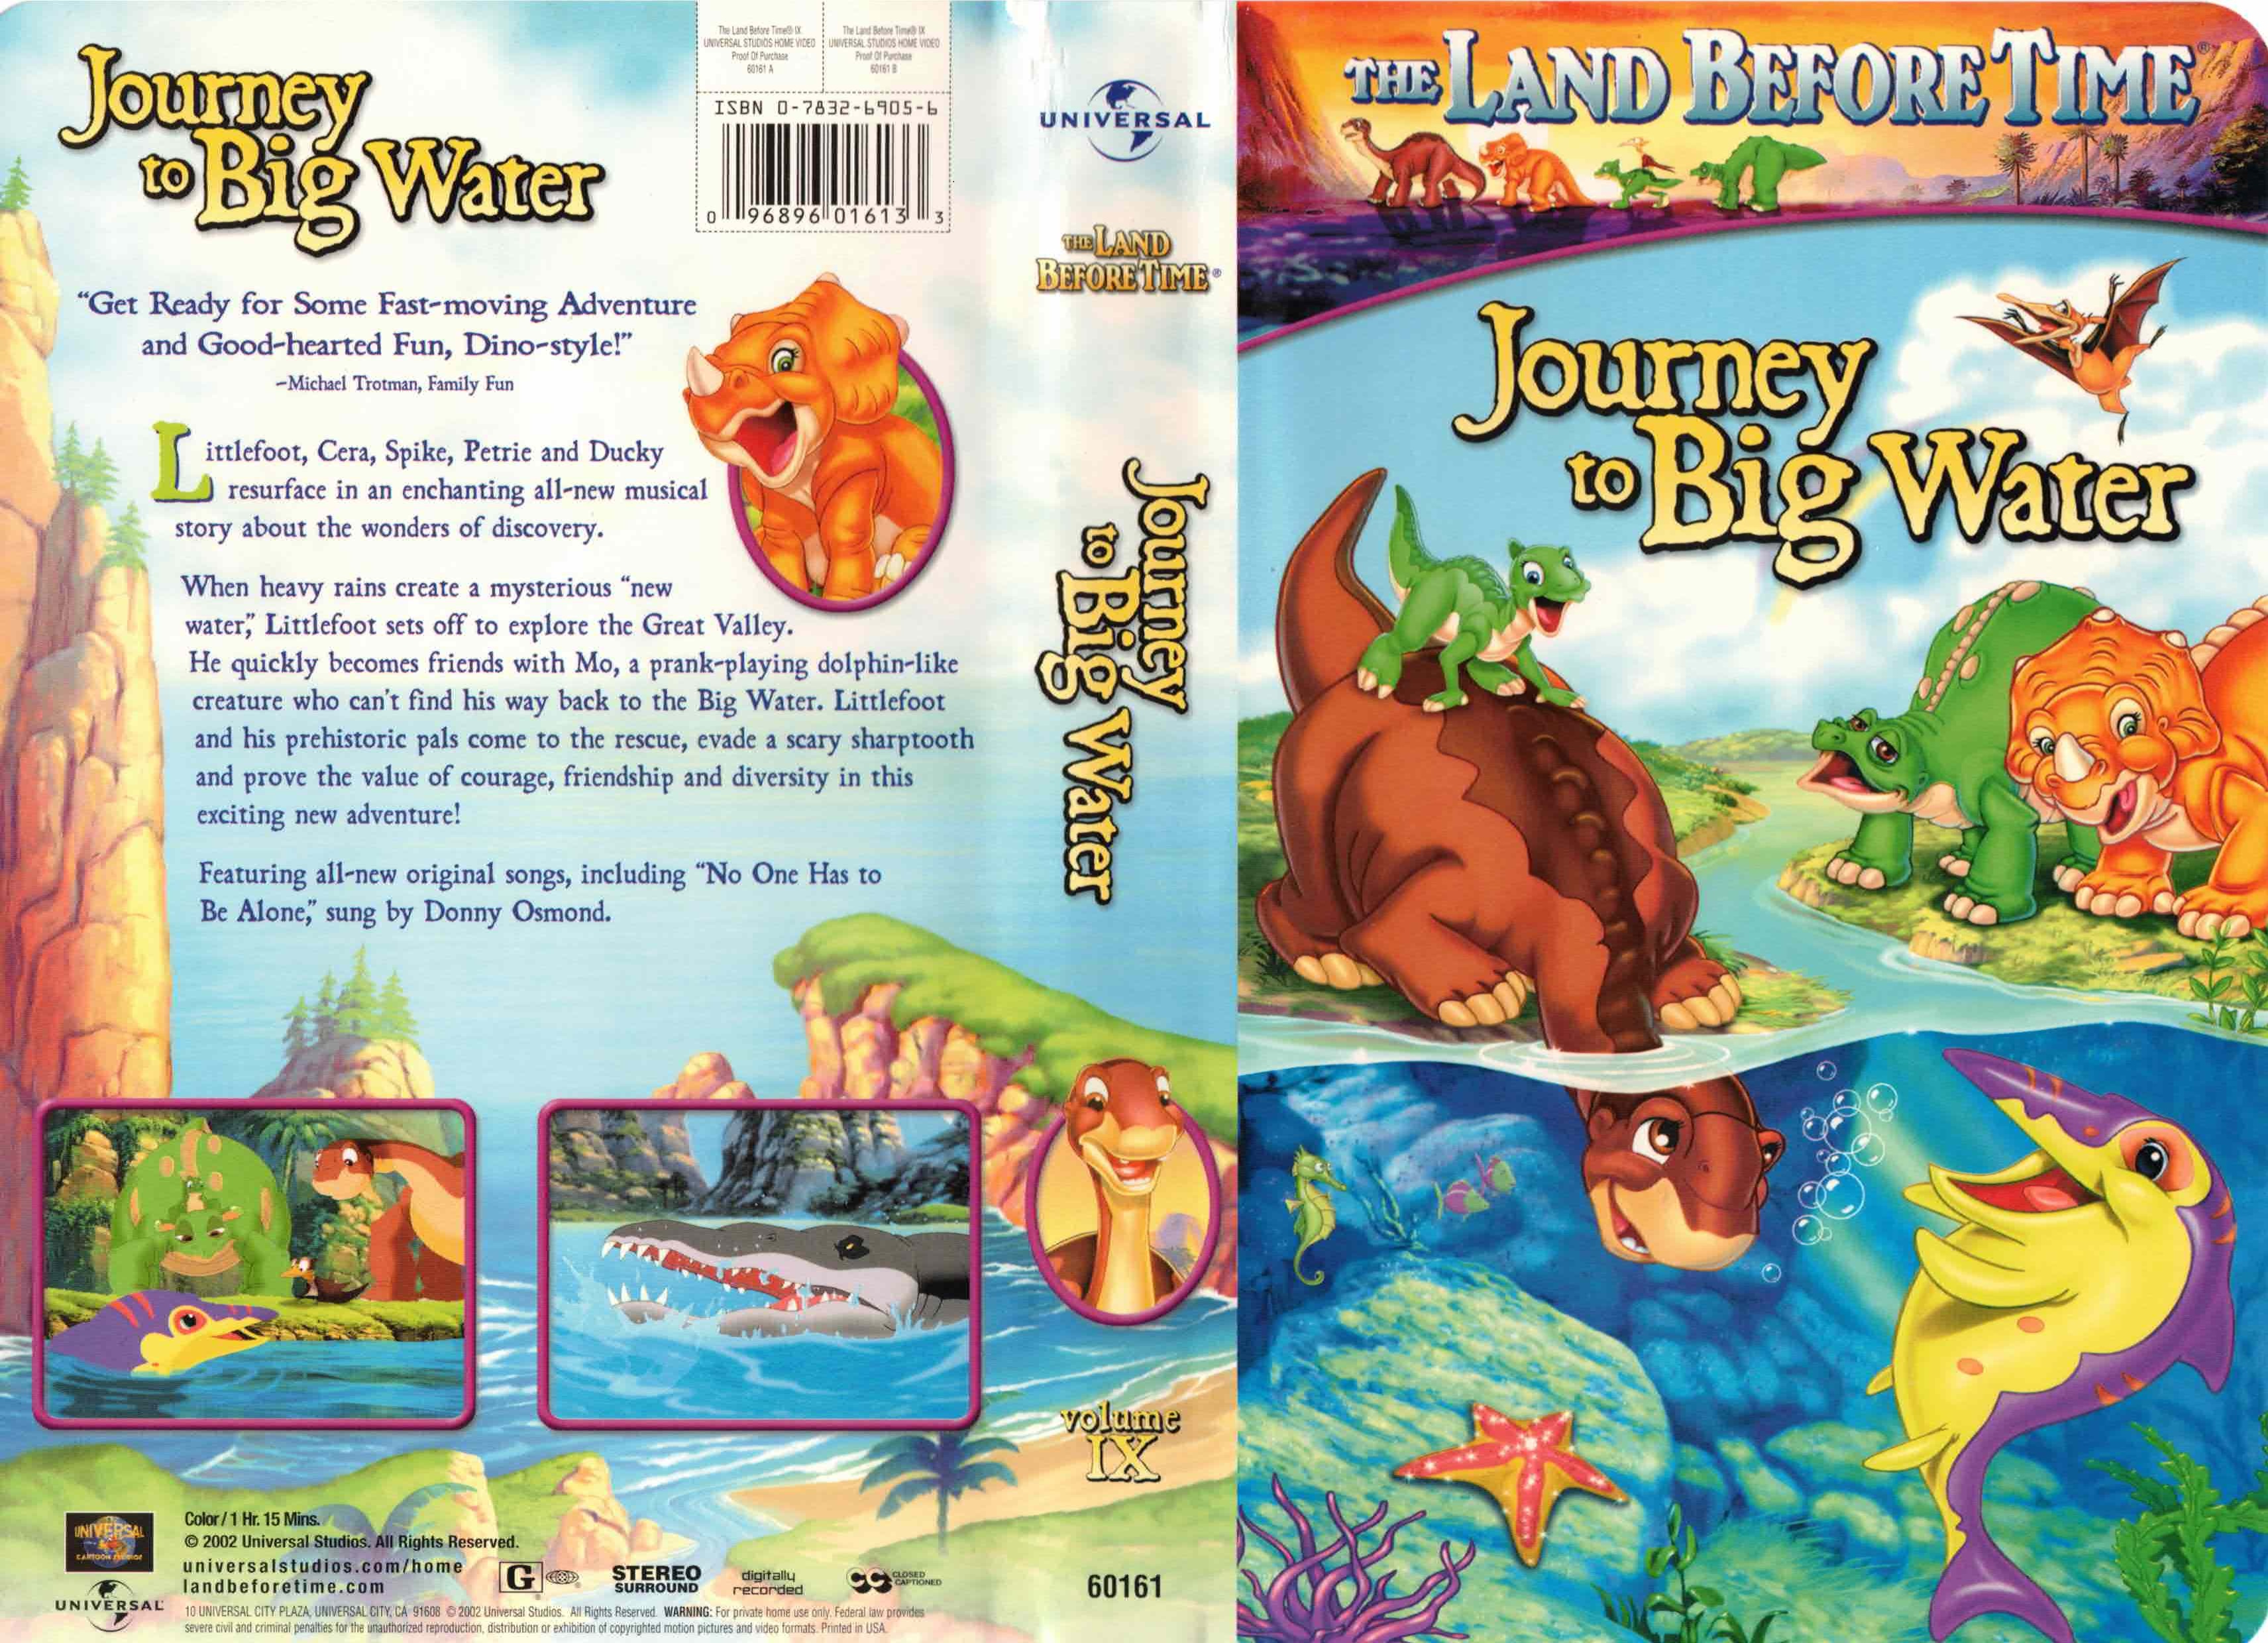 Journey
to Big Water
The Land Before Time® IX
UNIVERSAL STUDIOS HOME VIDEO
Proof Of Purchase
60161 A
The Land Before Time® IX
UNIVERSAL STUDIOS HOME VIDEO
Proof Of Purchase
60161 B
ISBN 0-7832-6905-6
0 96896 01613 3
“Get Ready for Some Fast-moving Adventure
and Good-hearted Fun, Dino-style!”
-Michael Trotman, Family Fun
Littlefoot, Cera, Spike, Petrie and Ducky
resurface in an enchanting all-new musical
story about the wonders of discovery.
When heavy rains create a mysterious “new
water,” Littlefoot sets off to explore the Great Valley.
He quickly becomes friends with Mo, a prank-playing dolphin-like
creature who can’t find his way back to the Big Water. Littlefoot
and his prehistoric pals come to the rescue, evade a scary sharptooth
and prove the value of courage, friendship and diversity in this
exciting new adventure!
Featuring all-new original songs, including “No One Has to
Be Alone,” sung by Donny Osmond.
UNIVERSAL
CARTOON STUDIOS
UNIVERSAL
Color / 1 Hr. 15 Mins.
© 2002 Universal Studios. All Rights Reserved.
universalstudios.com/home
landbeforetime.com
G
STEREO
SURROUND
digitally
recorded
CC CLOSED
CAPTIONED
10 UNIVERSAL CITY PLAZA, UNIVERSAL CITY, CA 91608 © 2002 Universal Studios. All Rights Reserved. WARNING: For private home use only. Federal law provides
severe civil and criminal penalties for the unauthorized reproduction, distribution or exhibition of copyrighted motion pictures and video formats. Printed in USA.
UNIVERSAL
THE LAND
BEFORE TIME®
Journey
to Big Water
volume
IX
60161
THE LAND BEFORE TIME®
Journey
to Big Water